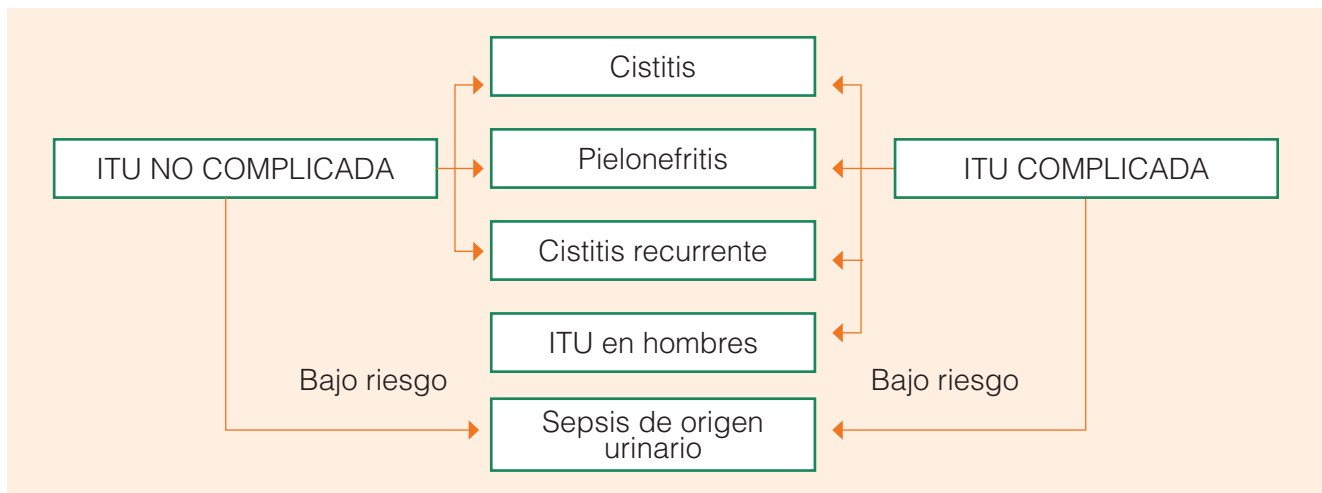 Cistitis
ITU NO COMPLICADA
Pielonefritis
ITU COMPLICADA
Cistitis recurrente
ITU en hombres
Bajo riesgo
Bajo riesgo
Sepsis de origen
urinario